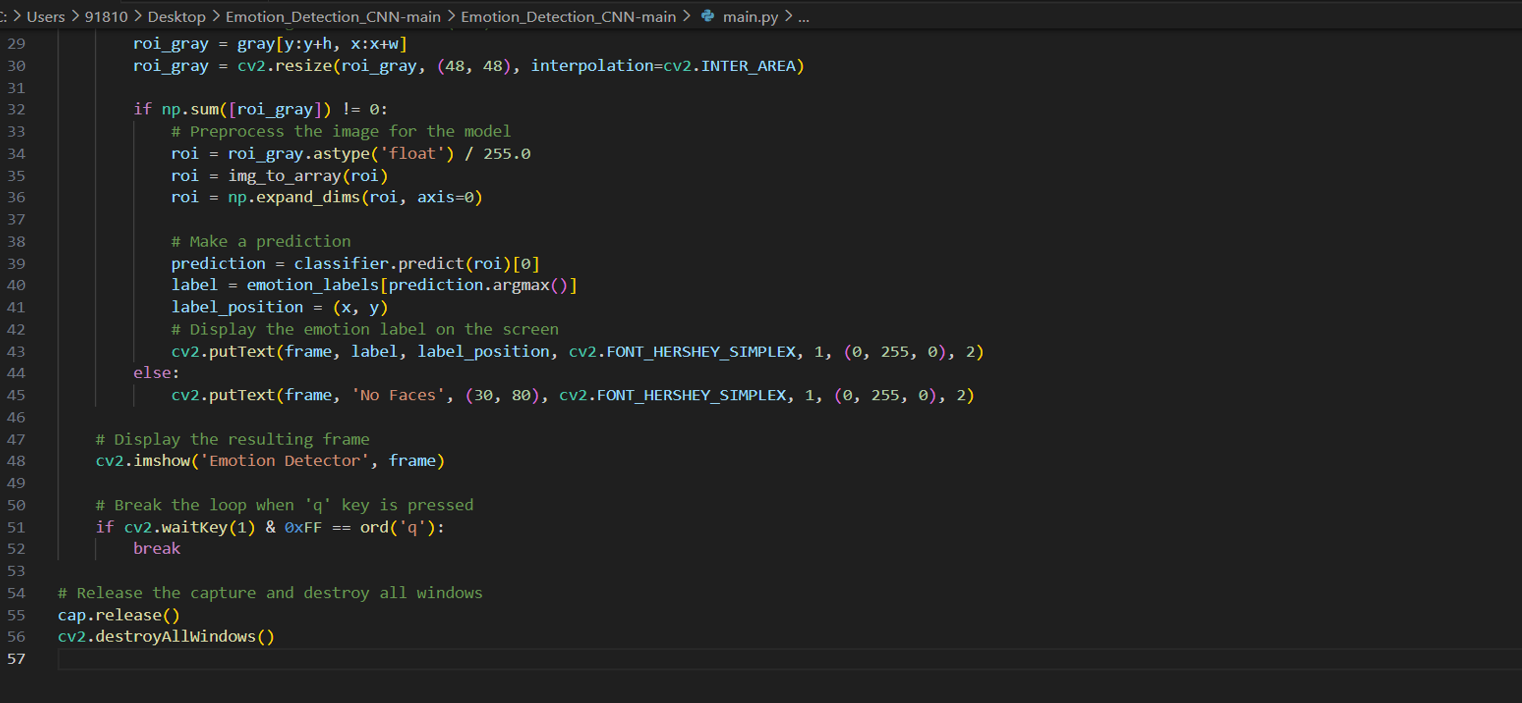 C: > Users > 91810 > Desktop > Emotion_Detection_CNN-main > Emotion_Detection_CNN-main > main.py > ...
29 roi_gray = gray[y:y+h, x:x+w]
30 roi_gray = cv2.resize(roi_gray, (48, 48), interpolation=cv2.INTER_AREA)
31
32 if np.sum([roi_gray]) != 0:
33 # Preprocess the image for the model
34 roi = roi_gray.astype('float') / 255.0
35 roi = img_to_array(roi)
36 roi = np.expand_dims(roi, axis=0)
37
38 # Make a prediction
39 prediction = classifier.predict(roi)[0]
40 label = emotion_labels[prediction.argmax()]
41 label_position = (x, y)
42 # Display the emotion label on the screen
43 cv2.putText(frame, label, label_position, cv2.FONT_HERSHEY_SIMPLEX, 1, (0, 255, 0), 2)
44 else:
45 cv2.putText(frame, 'No Faces', (30, 80), cv2.FONT_HERSHEY_SIMPLEX, 1, (0, 255, 0), 2)
46
47 # Display the resulting frame
48 cv2.imshow('Emotion Detector', frame)
49
50 # Break the loop when 'q' key is pressed
51 if cv2.waitKey(1) & 0xFF == ord('q'):
52 break
53
54 # Release the capture and destroy all windows
55 cap.release()
56 cv2.destroyAllWindows()
57